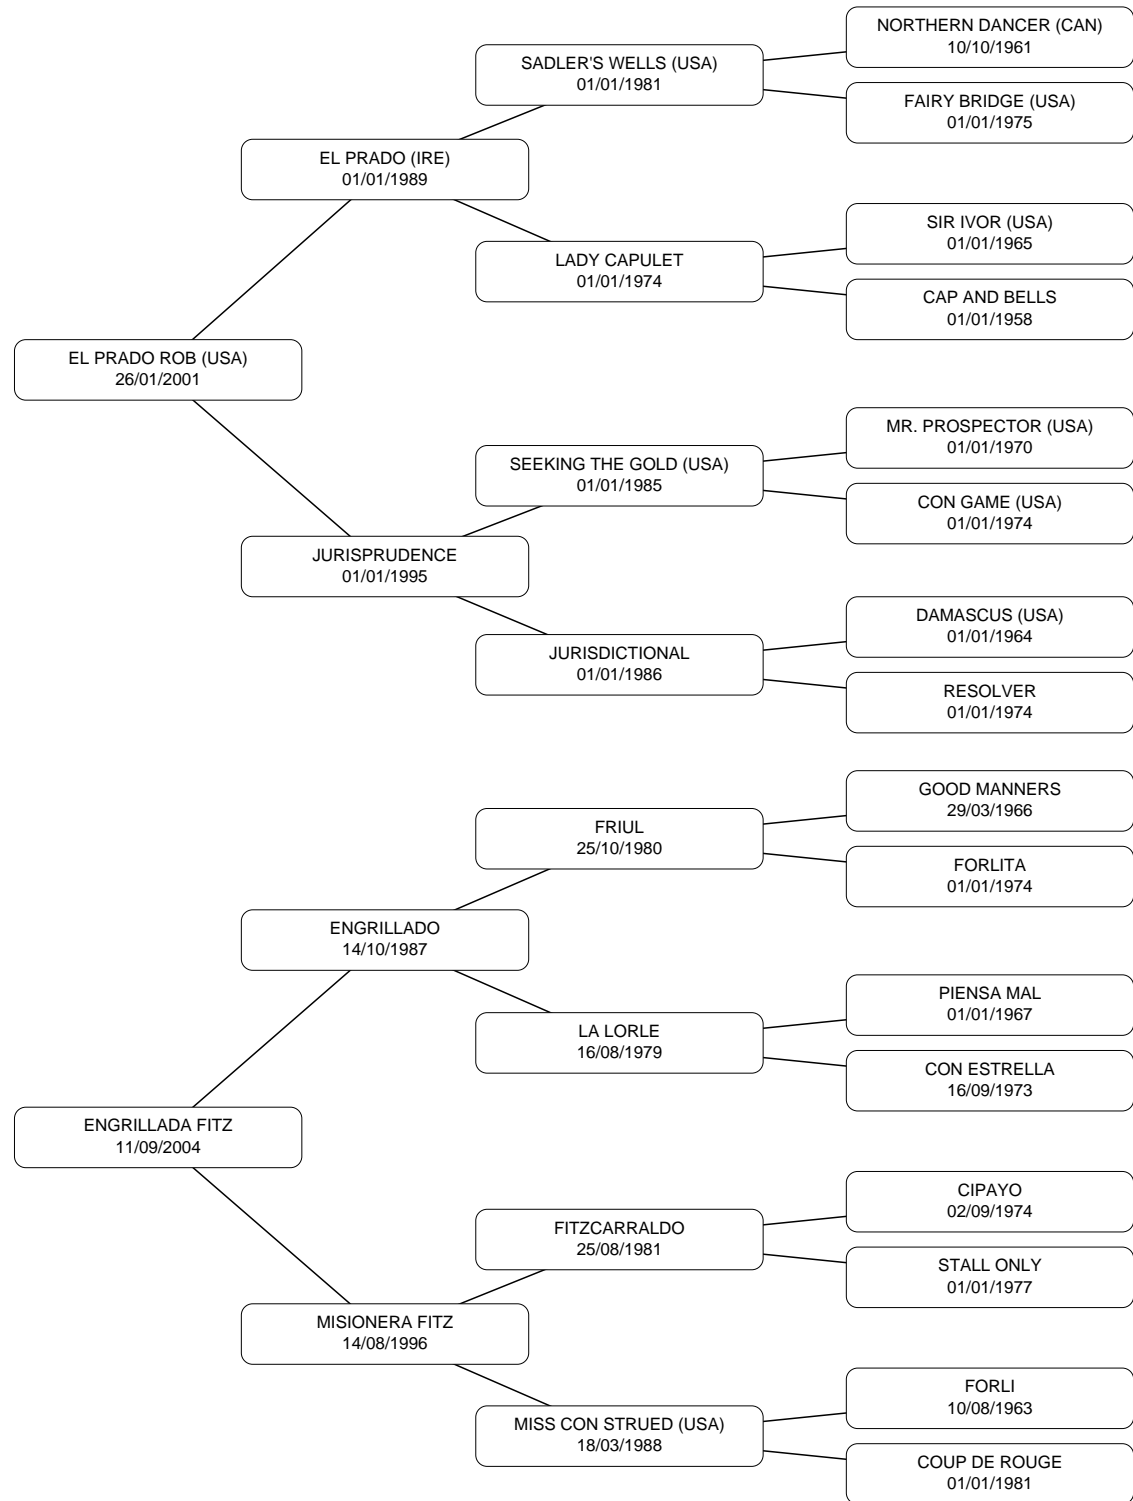 NORTHERN DANCER (CAN)
10/10/1961
SADLER'S WELLS (USA)
01/01/1981
FAIRY BRIDGE (USA)
01/01/1975
EL PRADO (IRE)
01/01/1989
SIR IVOR (USA)
01/01/1965
LADY CAPULET
01/01/1974
CAP AND BELLS
01/01/1958
EL PRADO ROB (USA)
26/01/2001
MR. PROSPECTOR (USA)
01/01/1970
SEEKING THE GOLD (USA)
01/01/1985
CON GAME (USA)
01/01/1974
JURISPRUDENCE
01/01/1995
DAMASCUS (USA)
01/01/1964
JURISDICTIONAL
01/01/1986
RESOLVER
01/01/1974
GOOD MANNERS
29/03/1966
FRIUL
25/10/1980
FORLITA
01/01/1974
ENGRILLADO
14/10/1987
PIENSA MAL
01/01/1967
LA LORLE
16/08/1979
CON ESTRELLA
16/09/1973
ENGRILLADA FITZ
11/09/2004
CIPAYO
02/09/1974
FITZCARRALDO
25/08/1981
STALL ONLY
01/01/1977
MISIONERA FITZ
14/08/1996
FORLI
10/08/1963
MISS CON STRUED (USA)
18/03/1988
COUP DE ROUGE
01/01/1981